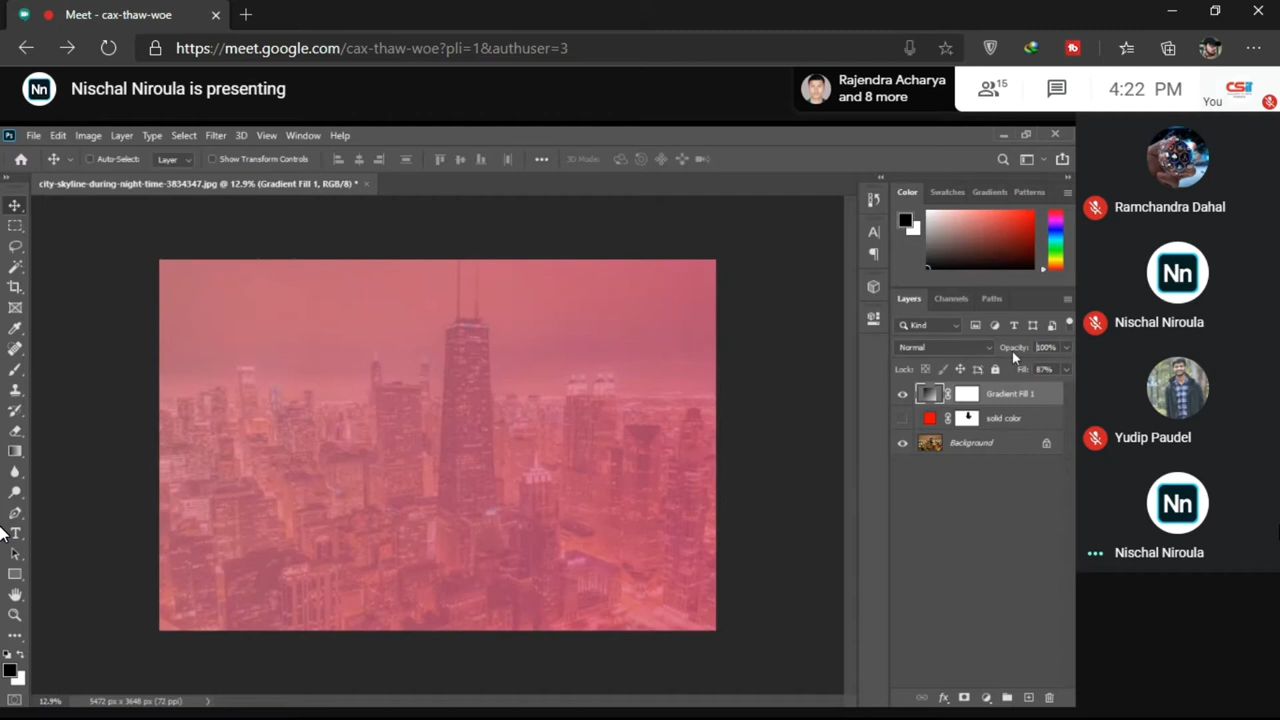 Meet - cax-thaw-woe
https://meet.google.com/cax-thaw-woe?pli=1&authuser=3
Nn
Nischal Niroula is presenting
Rajendra Acharya
and 8 more
15
4:22 PM
CSiT
You
Ps
File Edit Image Layer Type Select Filter 3D View Window Help
Auto-Select: Layer Show Transform Controls 3D Mode:
city-skyline-during-night-time-3834347.jpg @ 12.9% (Gradient Fill 1, RGB/8) *
Color Swatches Gradients Patterns
Layers Channels Paths
Kind
Normal Opacity: 100%
Lock: Fill: 87%
Gradient Fill 1
solid color
Background
12.9% 5472 px x 3648 px (72 ppi)
Ramchandra Dahal
Nn
Nischal Niroula
Yudip Paudel
Nn
Nischal Niroula